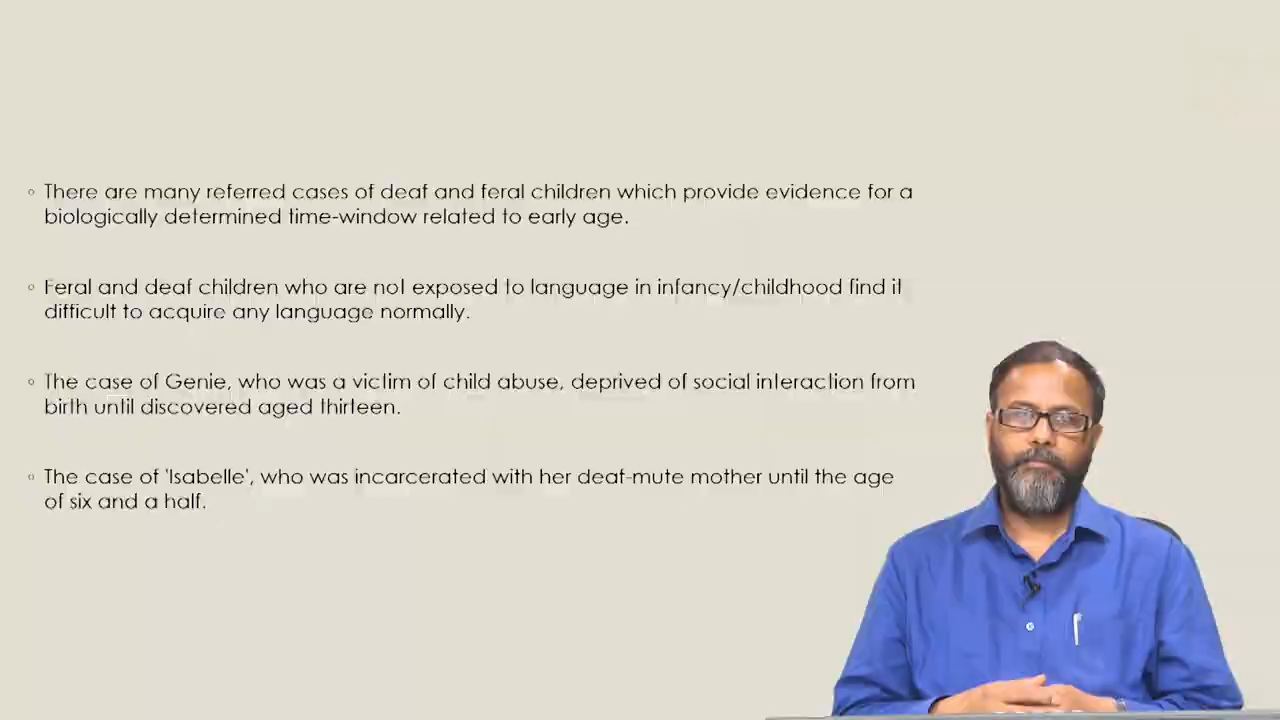 ◦ There are many referred cases of deaf and feral children which provide evidence for a
biologically determined time-window related to early age.
◦ Feral and deaf children who are not exposed to language in infancy/childhood find it
difficult to acquire any language normally.
◦ The case of Genie, who was a victim of child abuse, deprived of social interaction from
birth until discovered aged thirteen.
◦ The case of 'Isabelle', who was incarcerated with her deaf-mute mother until the age
of six and a half.